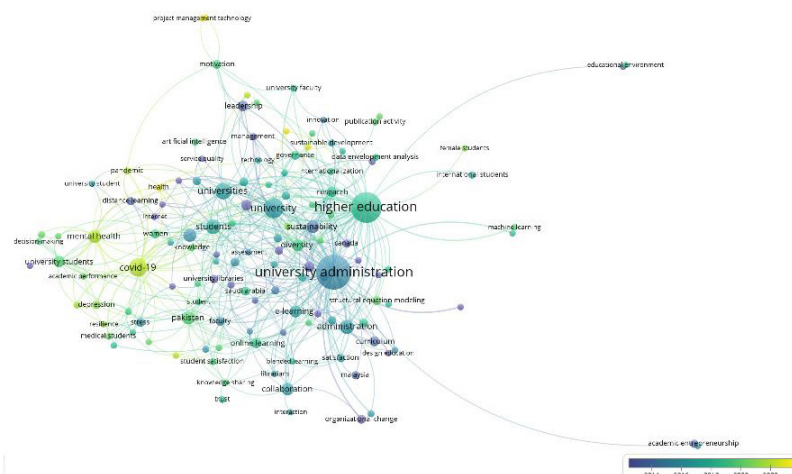 project management technology
motivation
educational environment
university faculty
leadership
innovation
publication activity
management
sustainable development
artificial intelligence
female students
governance
data envelopment analysis
service quality
technology
internationalization
pandemic
international students
university student
health
universities
research
distance learning
higher education
university
internet
students
sustainability
machine learning
women
mental health
decision-making
diversity
canada
knowledge
assessment
university students
covid-19
university administration
academic performance
university libraries
saudi arabia
structural equation modeling
student
depression
e-learning
pakistan
faculty
resilience
stress
administration
medical students
online learning
curriculum
design education
satisfaction
student satisfaction
blended learning
librarians
malaysia
knowledge sharing
collaboration
trust
interaction
organizational change
academic entrepreneurship